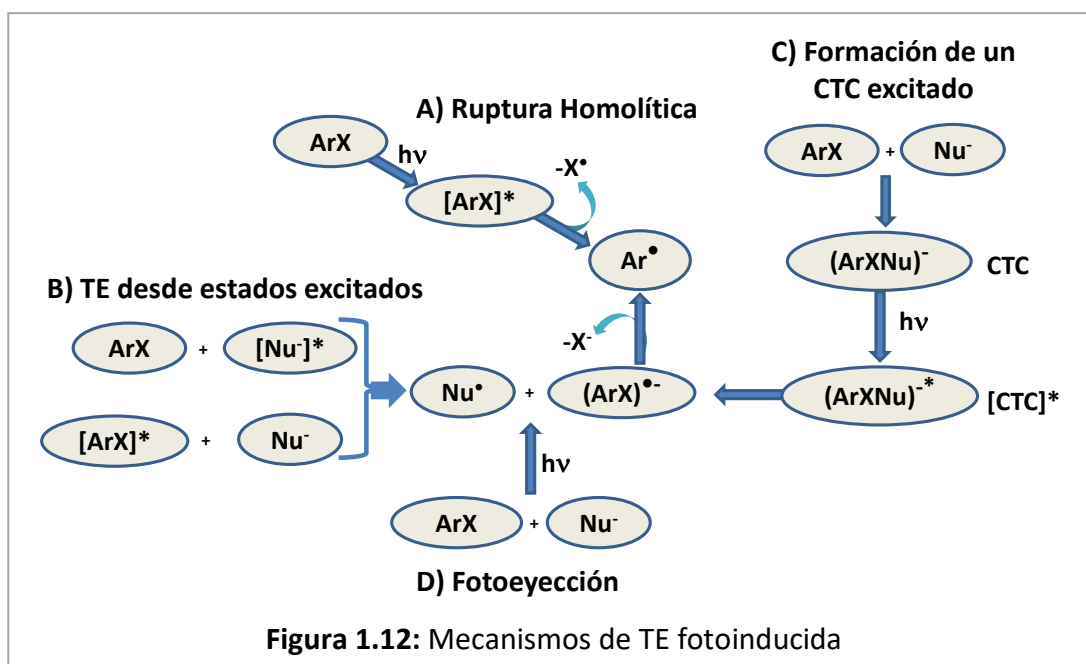 C) Formación de un
CTC excitado
A) Ruptura Homolítica
ArX
hν
[ArX]*
-X•
Ar•
ArX + Nu-
(ArXNu)- CTC
hν
(ArXNu)-* [CTC]*
B) TE desde estados excitados
ArX + [Nu-]*
[ArX]* + Nu-
-X-
Nu• + (ArX)•-
hν
ArX + Nu-
D) Fotoeyección
Figura 1.12: Mecanismos de TE fotoinducida